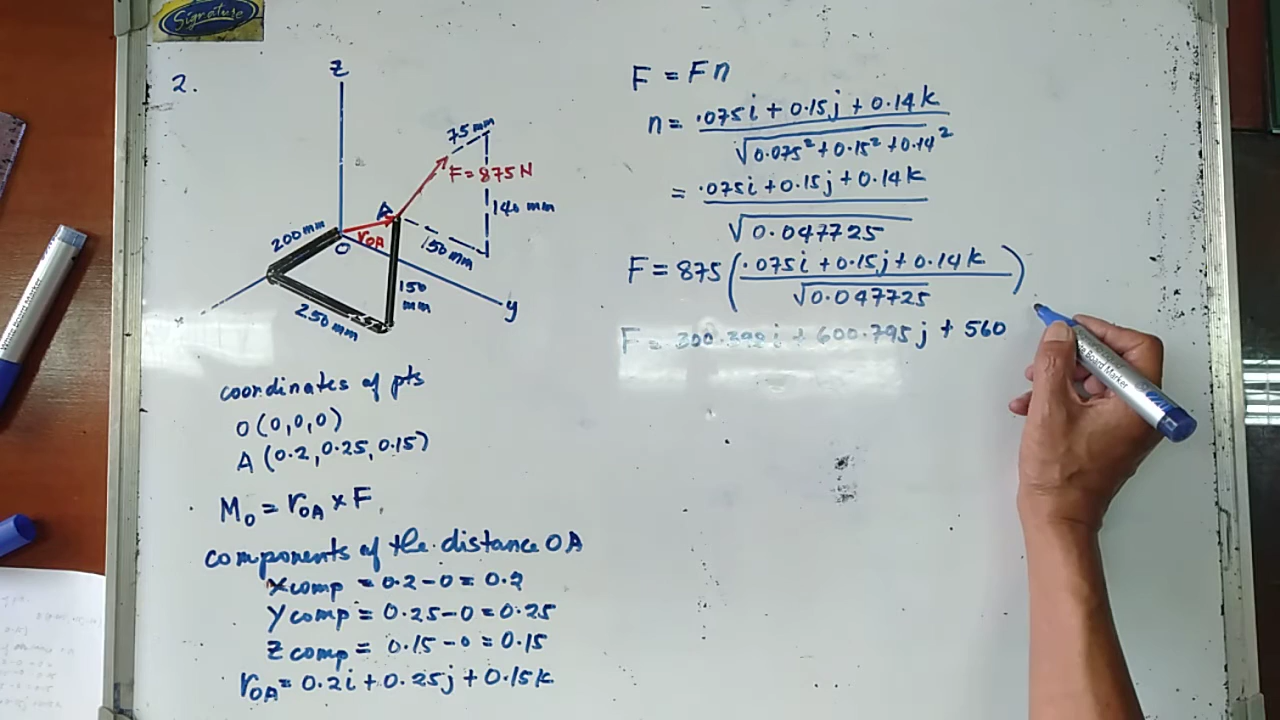 Signature
2.
z
75 mm
F = 875 N
A
140 mm
200 mm
O
rOA
150 mm
150 mm
y
250 mm
x
coordinates of pts
O (0,0,0)
A (0.2, 0.25, 0.15)
MO = rOA × F
components of the distance OA
x comp = 0.2 - 0 = 0.2
y comp = 0.25 - 0 = 0.25
z comp = 0.15 - 0 = 0.15
rOA = 0.2i + 0.25j + 0.15k
F = Fn
n = .075i + 0.15j + 0.14k
√0.075² + 0.15² + 0.14²
= .075i + 0.15j + 0.14k
√0.047725
F = 875 (.075i + 0.15j + 0.14k)
√0.047725
F = 300.398i + 600.795j + 560
Board Marker